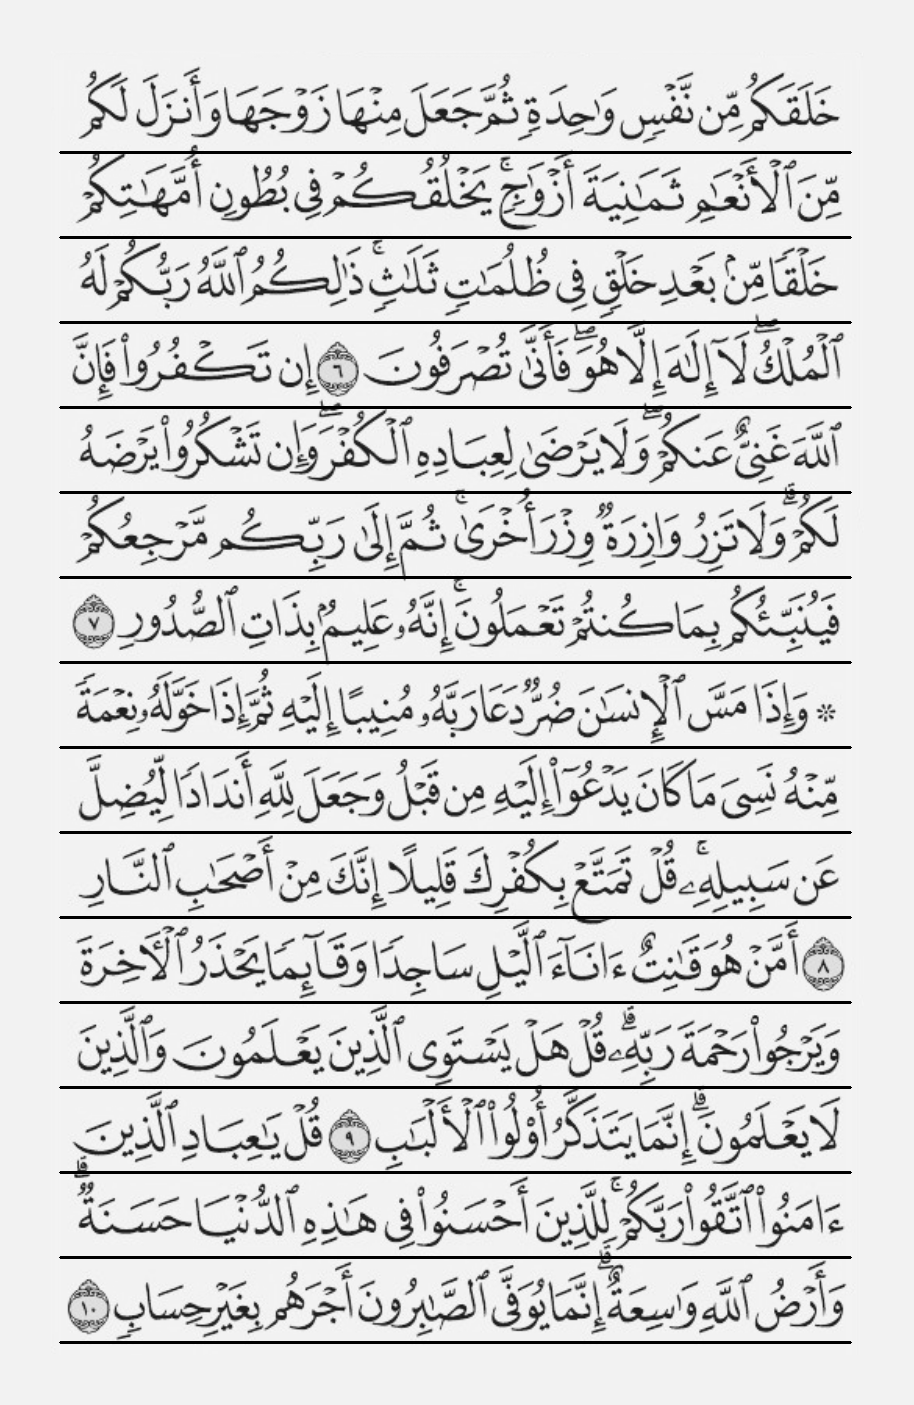 خَلَقَكُم مِّن نَّفۡسٖ وَٰحِدَةٖ ثُمَّ جَعَلَ مِنۡهَا زَوۡجَهَا وَأَنزَلَ لَكُم
مِّنَ ٱلۡأَنۡعَٰمِ ثَمَٰنِيَةَ أَزۡوَٰجٖۚ يَخۡلُقُكُمۡ فِي بُطُونِ أُمَّهَٰتِكُمۡ
خَلۡقٗا مِّنۢ بَعۡدِ خَلۡقٖ فِي ظُلُمَٰتٖ ثَلَٰثٖۚ ذَٰلِكُمُ ٱللَّهُ رَبُّكُمۡ لَهُ
ٱلۡمُلۡكُۖ لَآ إِلَٰهَ إِلَّا هُوَۖ فَأَنَّىٰ تُصۡرَفُونَ ٦ إِن تَكۡفُرُواْ فَإِنَّ
ٱللَّهَ غَنِيٌّ عَنكُمۡۖ وَلَا يَرۡضَىٰ لِعِبَادِهِ ٱلۡكُفۡرَۖ وَإِن تَشۡكُرُواْ يَرۡضَهُ
لَكُمۡۗ وَلَا تَزِرُ وَازِرَةٞ وِزۡرَ أُخۡرَىٰۚ ثُمَّ إِلَىٰ رَبِّكُم مَّرۡجِعُكُمۡ
فَيُنَبِّئُكُم بِمَا كُنتُمۡ تَعۡمَلُونَۚ إِنَّهُۥ عَلِيمُۢ بِذَاتِ ٱلصُّدُورِ ٧
۞ وَإِذَا مَسَّ ٱلۡإِنسَٰنَ ضُرّٞ دَعَا رَبَّهُۥ مُنِيبًا إِلَيۡهِ ثُمَّ إِذَا خَوَّلَهُۥ نِعۡمَةٗ
مِّنۡهُ نَسِيَ مَا كَانَ يَدۡعُوٓاْ إِلَيۡهِ مِن قَبۡلُ وَجَعَلَ لِلَّهِ أَندَادٗا لِّيُضِلَّ
عَن سَبِيلِهِۦۚ قُلۡ تَمَتَّعۡ بِكُفۡرِكَ قَلِيلًا إِنَّكَ مِنۡ أَصۡحَٰبِ ٱلنَّارِ
٨ أَمَّنۡ هُوَ قَٰنِتٌ ءَانَآءَ ٱلَّيۡلِ سَاجِدٗا وَقَآئِمٗا يَحۡذَرُ ٱلۡأٓخِرَةَ
وَيَرۡجُواْ رَحۡمَةَ رَبِّهِۦۗ قُلۡ هَلۡ يَسۡتَوِي ٱلَّذِينَ يَعۡلَمُونَ وَٱلَّذِينَ
لَا يَعۡلَمُونَۗ إِنَّمَا يَتَذَكَّرُ أُوْلُواْ ٱلۡأَلۡبَٰبِ ٩ قُلۡ يَٰعِبَادِ ٱلَّذِينَ
ءَامَنُواْ ٱتَّقُواْ رَبَّكُمۡۚ لِلَّذِينَ أَحۡسَنُواْ فِي هَٰذِهِ ٱلدُّنۡيَا حَسَنَةٞۗ
وَأَرۡضُ ٱللَّهِ وَٰسِعَةٌۗ إِنَّمَا يُوَفَّى ٱلصَّٰبِرُونَ أَجۡرَهُم بِغَيۡرِ حِسَابٖ ١٠